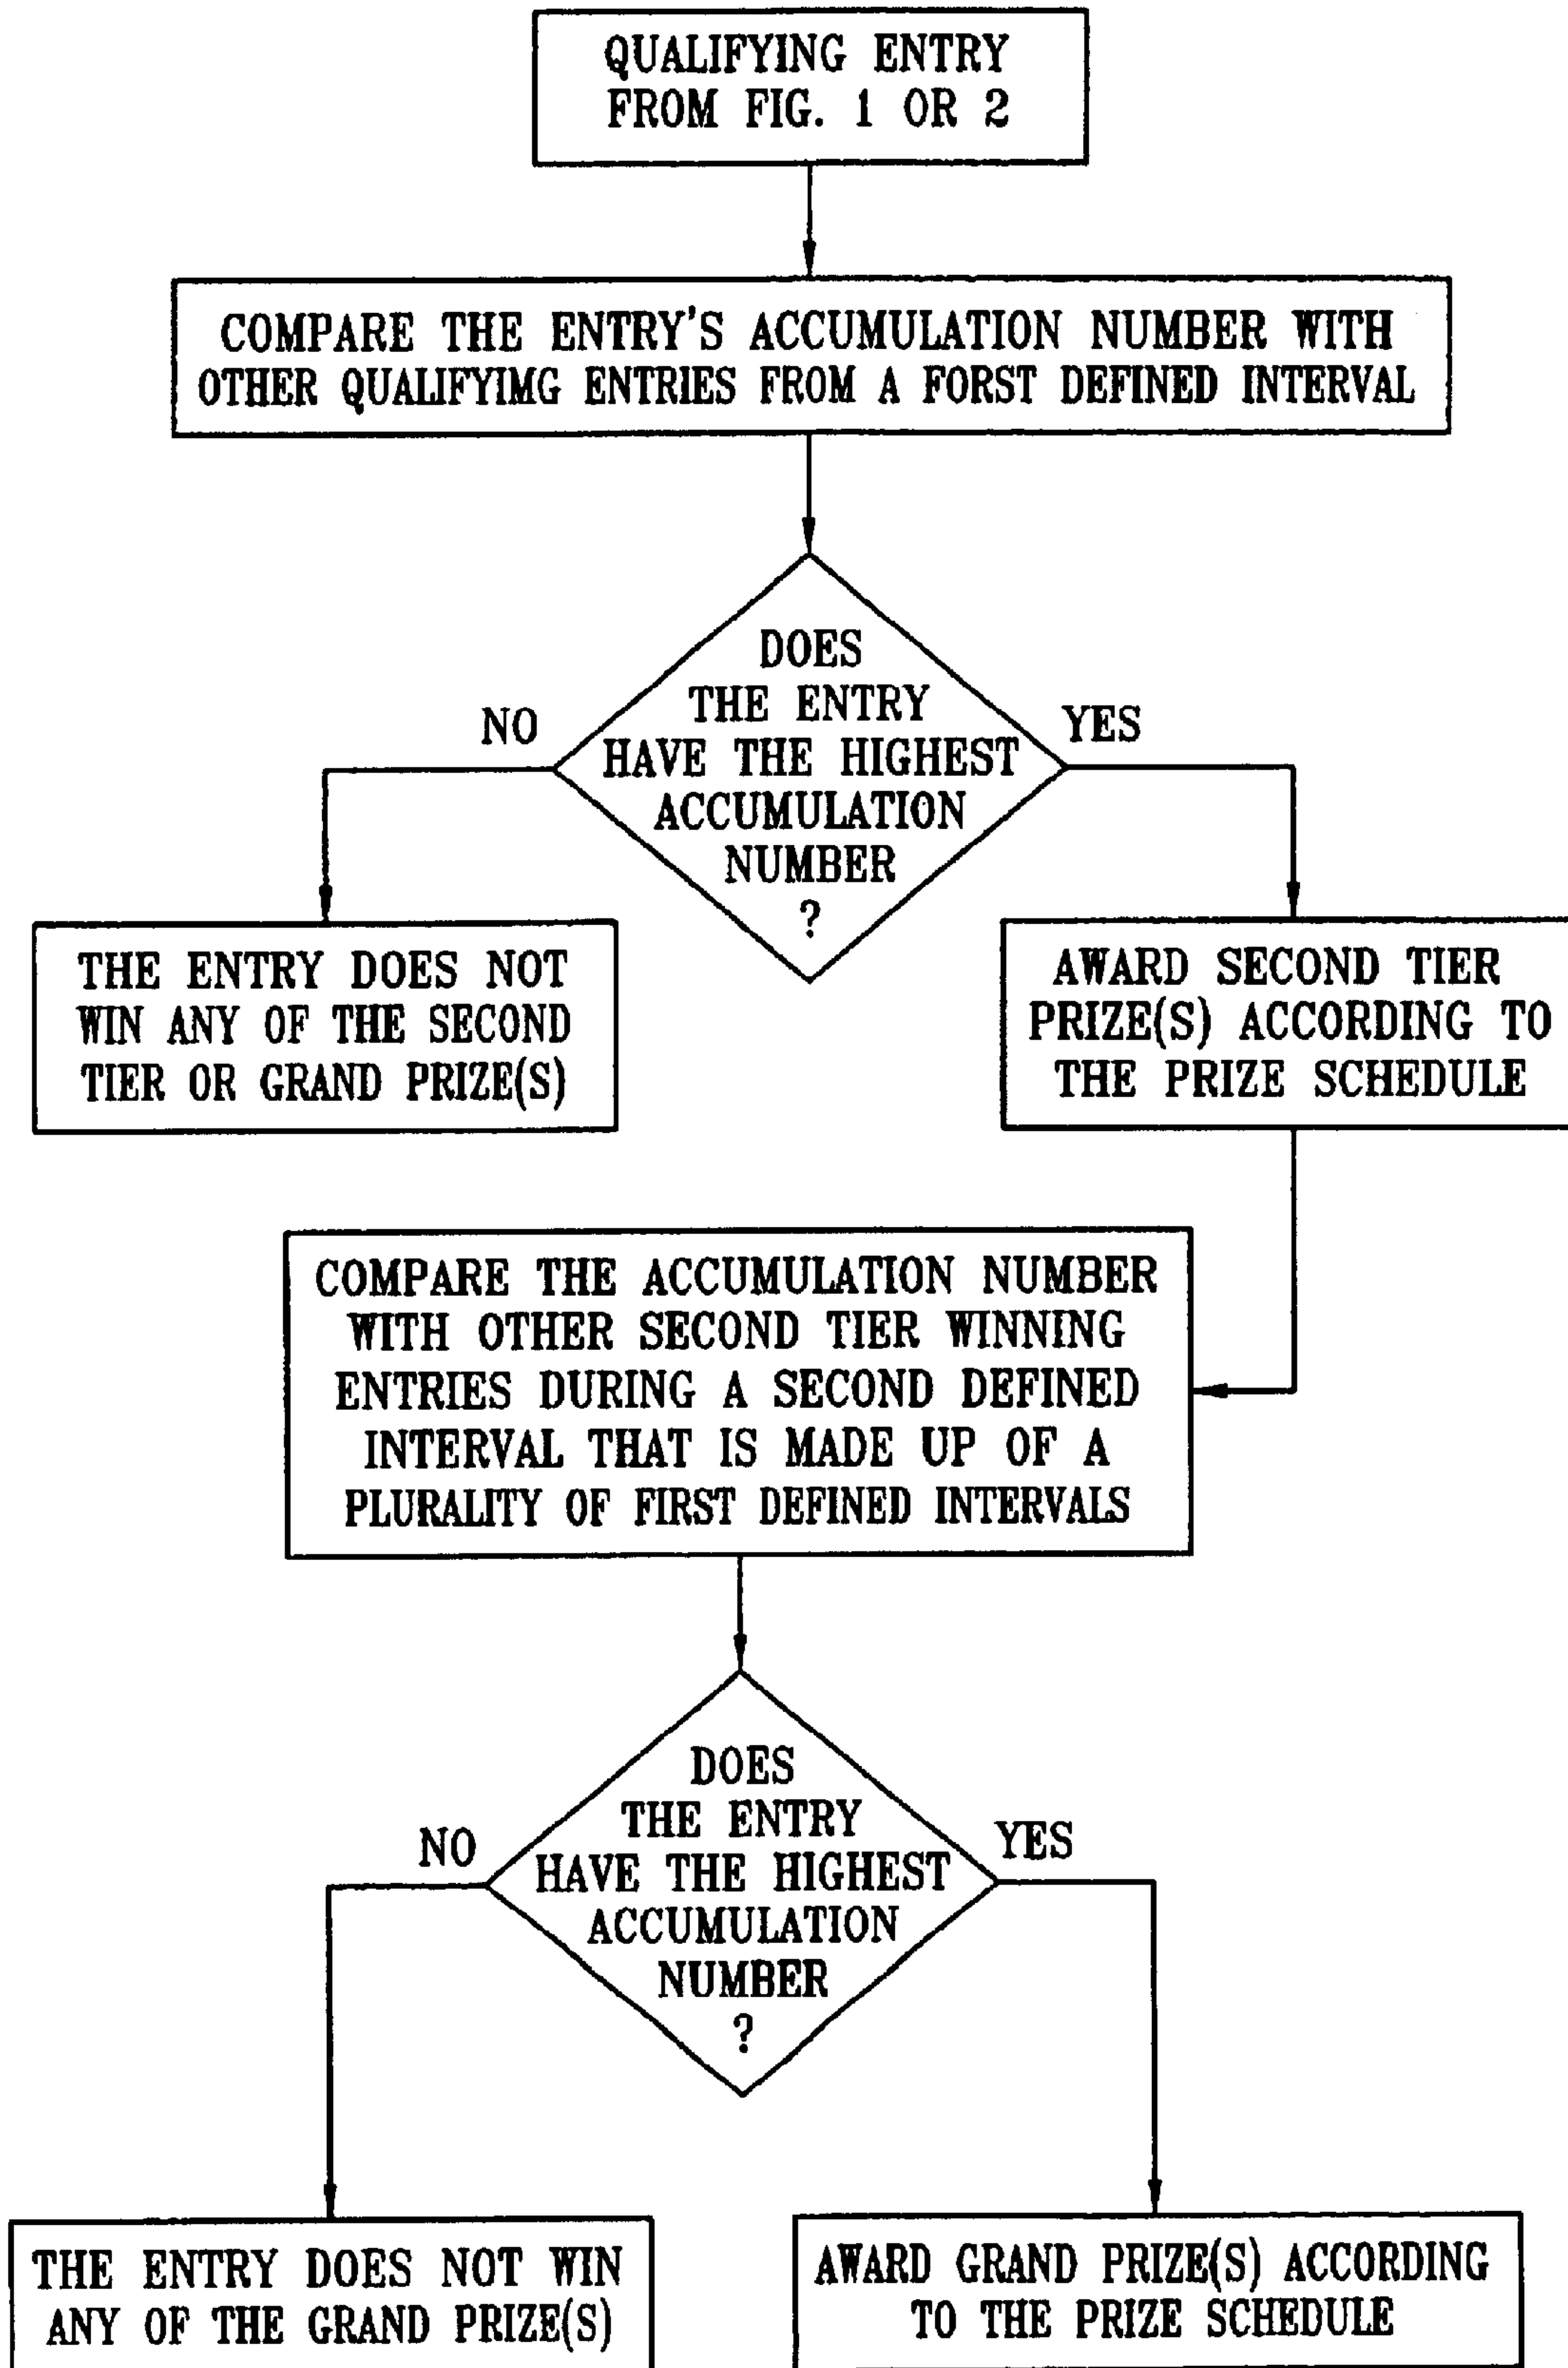 QUALIFYING ENTRY
FROM FIG. 1 OR 2
COMPARE THE ENTRY'S ACCUMULATION NUMBER WITH
OTHER QUALIFYIMG ENTRIES FROM A FORST DEFINED INTERVAL
DOES
THE ENTRY
HAVE THE HIGHEST
ACCUMULATION
NUMBER
?
NO
YES
THE ENTRY DOES NOT
WIN ANY OF THE SECOND
TIER OR GRAND PRIZE(S)
AWARD SECOND TIER
PRIZE(S) ACCORDING TO
THE PRIZE SCHEDULE
COMPARE THE ACCUMULATION NUMBER
WITH OTHER SECOND TIER WINNING
ENTRIES DURING A SECOND DEFINED
INTERVAL THAT IS MADE UP OF A
PLURALITY OF FIRST DEFINED INTERVALS
DOES
THE ENTRY
HAVE THE HIGHEST
ACCUMULATION
NUMBER
?
NO
YES
THE ENTRY DOES NOT WIN
ANY OF THE GRAND PRIZE(S)
AWARD GRAND PRIZE(S) ACCORDING
TO THE PRIZE SCHEDULE